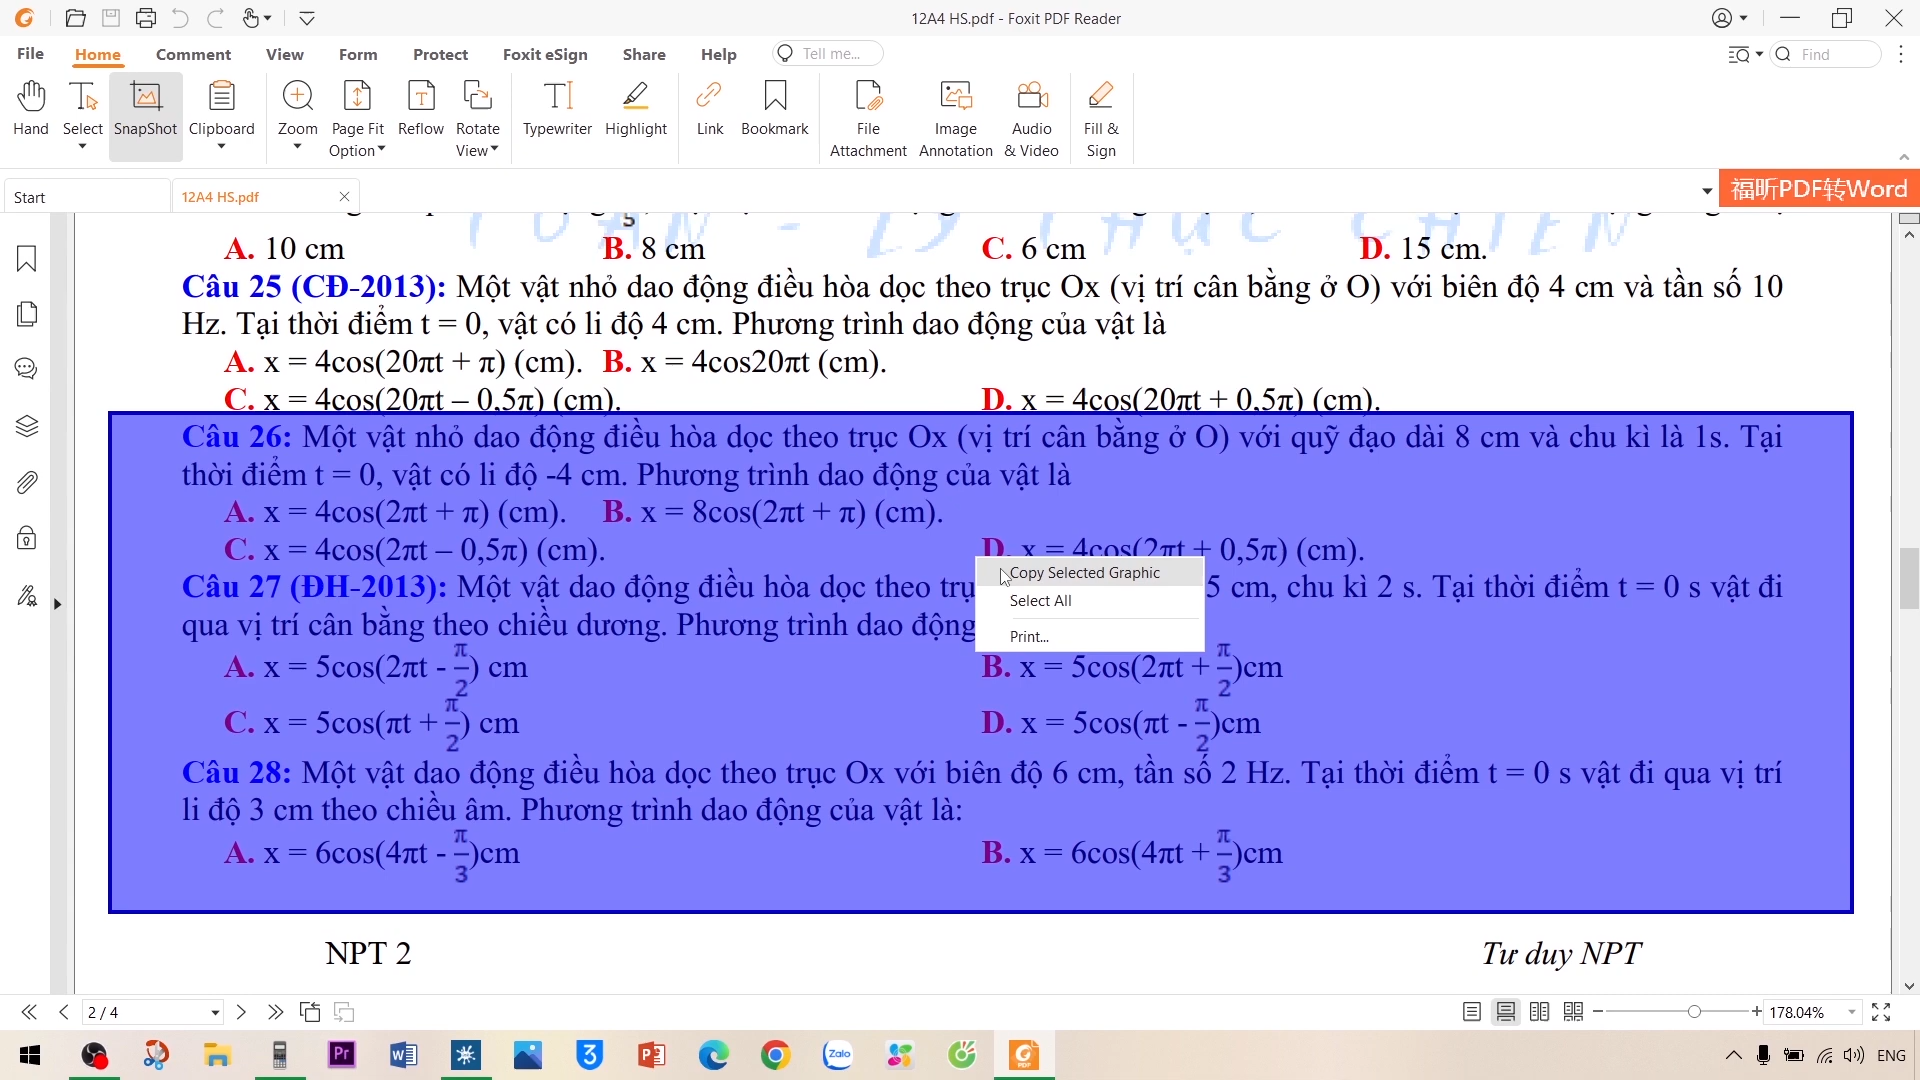 12A4 HS.pdf - Foxit PDF Reader
File Home Comment View Form Protect Foxit eSign Share Help Tell me... Find
Hand Select SnapShot Clipboard Zoom Page Fit Option Reflow Rotate View Typewriter Highlight Link Bookmark File Attachment Image Annotation Audio & Video Fill & Sign
Start 12A4 HS.pdf 福昕PDF转Word
A. 10 cm B. 8 cm C. 6 cm D. 15 cm.
Câu 25 (CĐ-2013): Một vật nhỏ dao động điều hòa dọc theo trục Ox (vị trí cân bằng ở O) với biên độ 4 cm và tần số 10
Hz. Tại thời điểm t = 0, vật có li độ 4 cm. Phương trình dao động của vật là
A. x = 4cos(20πt + π) (cm). B. x = 4cos20πt (cm).
C. x = 4cos(20πt – 0,5π) (cm). D. x = 4cos(20πt + 0,5π) (cm).
Câu 26: Một vật nhỏ dao động điều hòa dọc theo trục Ox (vị trí cân bằng ở O) với quỹ đạo dài 8 cm và chu kì là 1s. Tại
thời điểm t = 0, vật có li độ -4 cm. Phương trình dao động của vật là
A. x = 4cos(2πt + π) (cm). B. x = 8cos(2πt + π) (cm).
C. x = 4cos(2πt – 0,5π) (cm). D. x = 4cos(2πt + 0,5π) (cm).
Copy Selected Graphic
Select All
Print...
Câu 27 (ĐH-2013): Một vật dao động điều hòa dọc theo trụ 5 cm, chu kì 2 s. Tại thời điểm t = 0 s vật đi
qua vị trí cân bằng theo chiều dương. Phương trình dao động
A. x = 5cos(2πt - π/2) cm B. x = 5cos(2πt + π/2)cm
C. x = 5cos(πt + π/2) cm D. x = 5cos(πt - π/2)cm
Câu 28: Một vật dao động điều hòa dọc theo trục Ox với biên độ 6 cm, tần số 2 Hz. Tại thời điểm t = 0 s vật đi qua vị trí
li độ 3 cm theo chiều âm. Phương trình dao động của vật là:
A. x = 6cos(4πt - π/3)cm B. x = 6cos(4πt + π/3)cm
NPT 2 Tư duy NPT
2 / 4 178.04%
Pr W 3 P Zalo PDF ENG